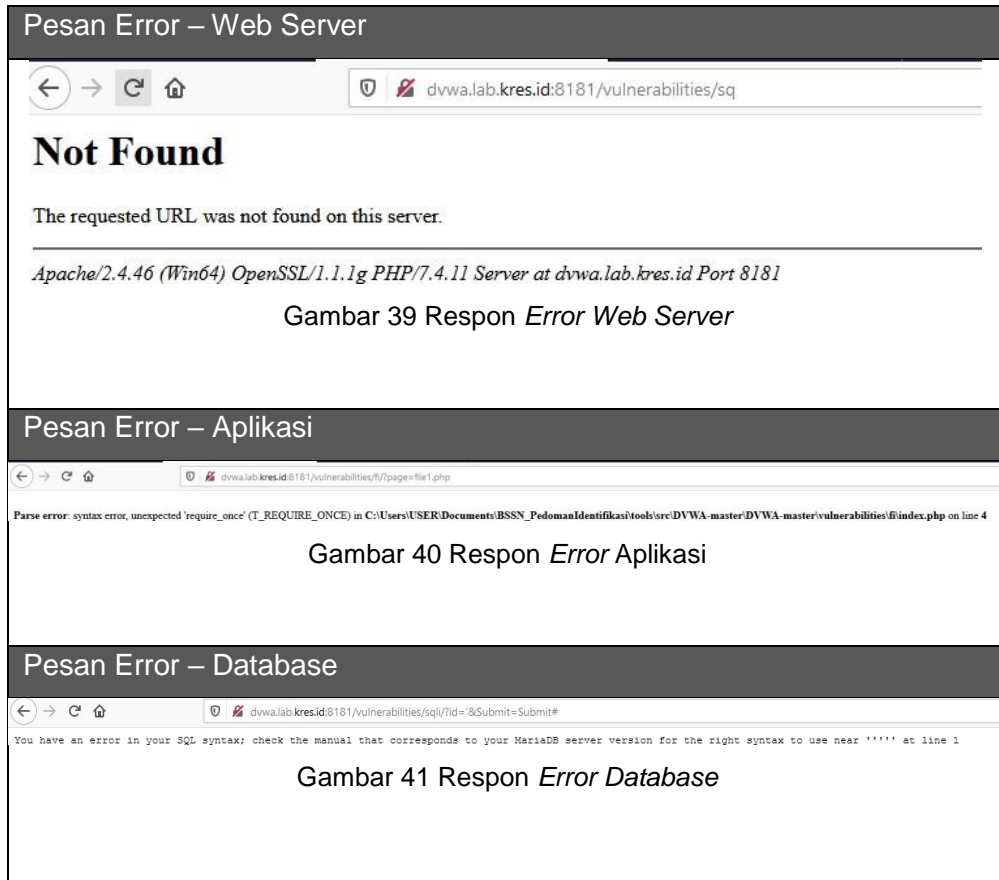 Pesan Error – Web Server
dvwa.lab.kres.id:8181/vulnerabilities/sq
Not Found
The requested URL was not found on this server.
Apache/2.4.46 (Win64) OpenSSL/1.1.1g PHP/7.4.11 Server at dvwa.lab.kres.id Port 8181
Gambar 39 Respon Error Web Server
Pesan Error – Aplikasi
dvwa.lab.kres.id:8181/vulnerabilities/fi/?page=file1.php
Parse error: syntax error, unexpected 'require_once' (T_REQUIRE_ONCE) in C:\Users\USER\Documents\BSSN_PedomanIdentifikasi\tools\src\DVWA-master\DVWA-master\vulnerabilities\fi\index.php on line 4
Gambar 40 Respon Error Aplikasi
Pesan Error – Database
dvwa.lab.kres.id:8181/vulnerabilities/sqli/?id='&Submit=Submit#
You have an error in your SQL syntax; check the manual that corresponds to your MariaDB server version for the right syntax to use near ''''' at line 1
Gambar 41 Respon Error Database